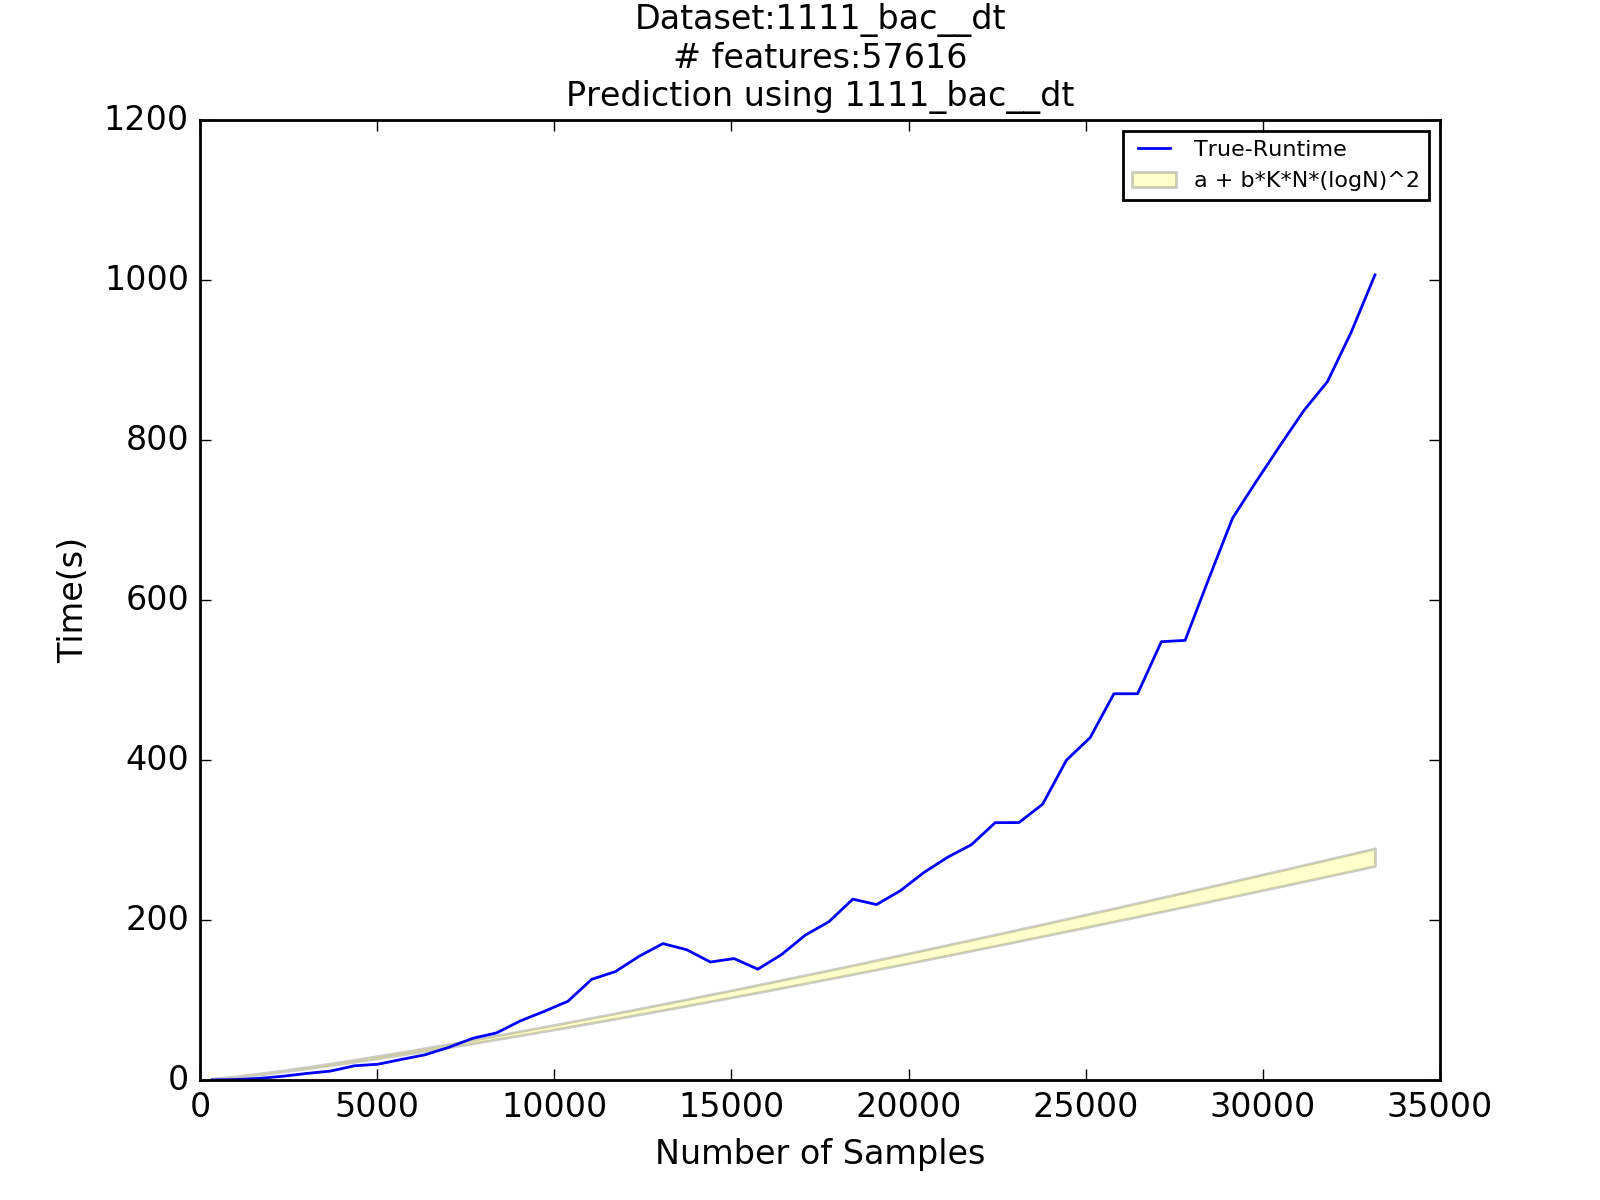 Dataset:1111_bac__dt
# features:57616
Prediction using 1111_bac__dt
1200
1000
800
600
400
200
0
Time(s)
True-Runtime
a + b*K*N*(logN)^2
0 5000 10000 15000 20000 25000 30000 35000
Number of Samples